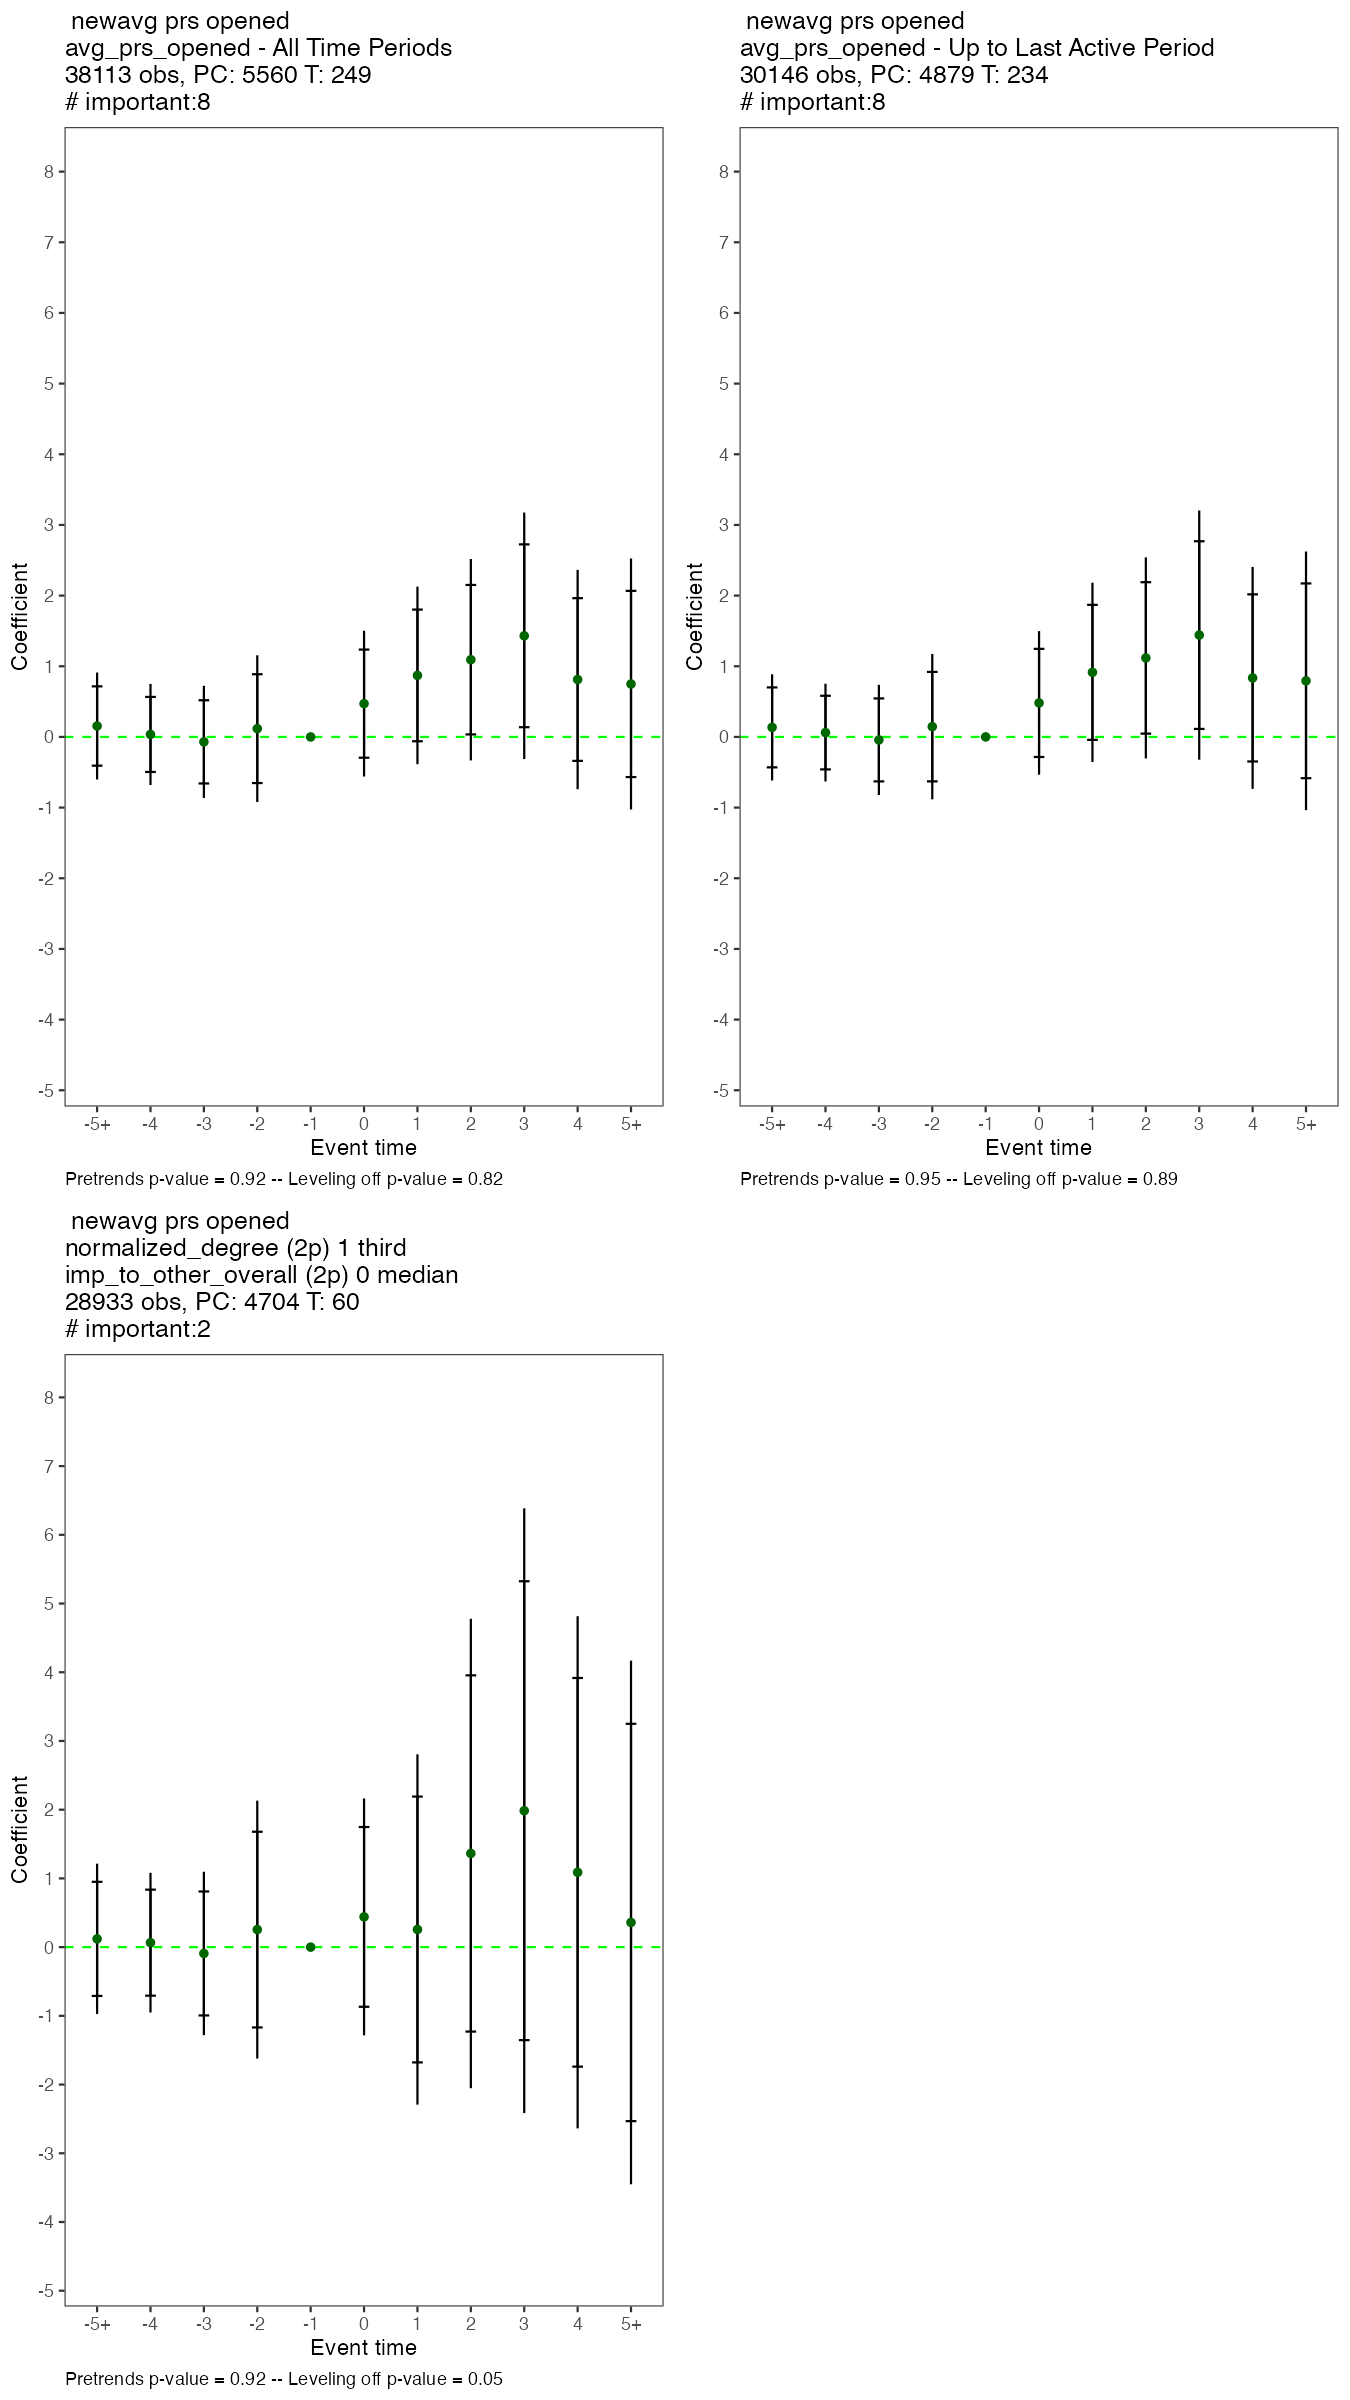 newavg prs opened
avg_prs_opened - All Time Periods
38113 obs, PC: 5560 T: 249
# important:8
8
7
6
5
4
3
2
1
0
-1
-2
-3
-4
-5
Coefficient
-5+ -4 -3 -2 -1 0 1 2 3 4 5+
Event time
Pretrends p-value = 0.92 -- Leveling off p-value = 0.82
newavg prs opened
avg_prs_opened - Up to Last Active Period
30146 obs, PC: 4879 T: 234
# important:8
8
7
6
5
4
3
2
1
0
-1
-2
-3
-4
-5
Coefficient
-5+ -4 -3 -2 -1 0 1 2 3 4 5+
Event time
Pretrends p-value = 0.95 -- Leveling off p-value = 0.89
newavg prs opened
normalized_degree (2p) 1 third
imp_to_other_overall (2p) 0 median
28933 obs, PC: 4704 T: 60
# important:2
8
7
6
5
4
3
2
1
0
-1
-2
-3
-4
-5
Coefficient
-5+ -4 -3 -2 -1 0 1 2 3 4 5+
Event time
Pretrends p-value = 0.92 -- Leveling off p-value = 0.05